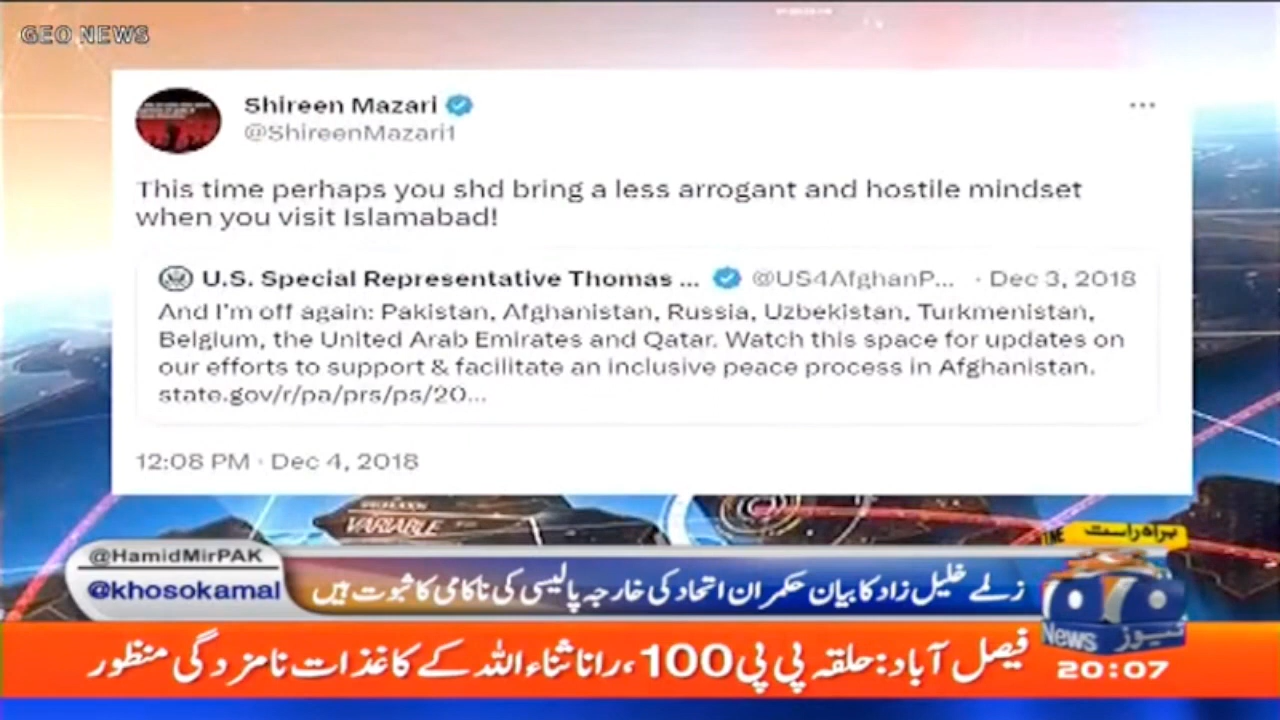 GEO NEWS
Shireen Mazari
@ShireenMazari1
This time perhaps you shd bring a less arrogant and hostile mindset
when you visit Islamabad!
U.S. Special Representative Thomas ... @US4AfghanP... · Dec 3, 2018
And I'm off again: Pakistan, Afghanistan, Russia, Uzbekistan, Turkmenistan,
Belgium, the United Arab Emirates and Qatar. Watch this space for updates on
our efforts to support & facilitate an inclusive peace process in Afghanistan.
state.gov/r/pa/prs/ps/20...
12:08 PM · Dec 4, 2018
VARIABLE
براہ راست
@HamidMirPAK
@khosokamal
زلمے خلیل زاد کا بیان حکمران اتحاد کی خارجہ پالیسی کی ناکامی کا ثبوت ہیں
News نیوز
فیصل آباد: حلقہ پی پی 100، رانا ثناء اللہ کے کاغذات نامزدگی منظور
20:07